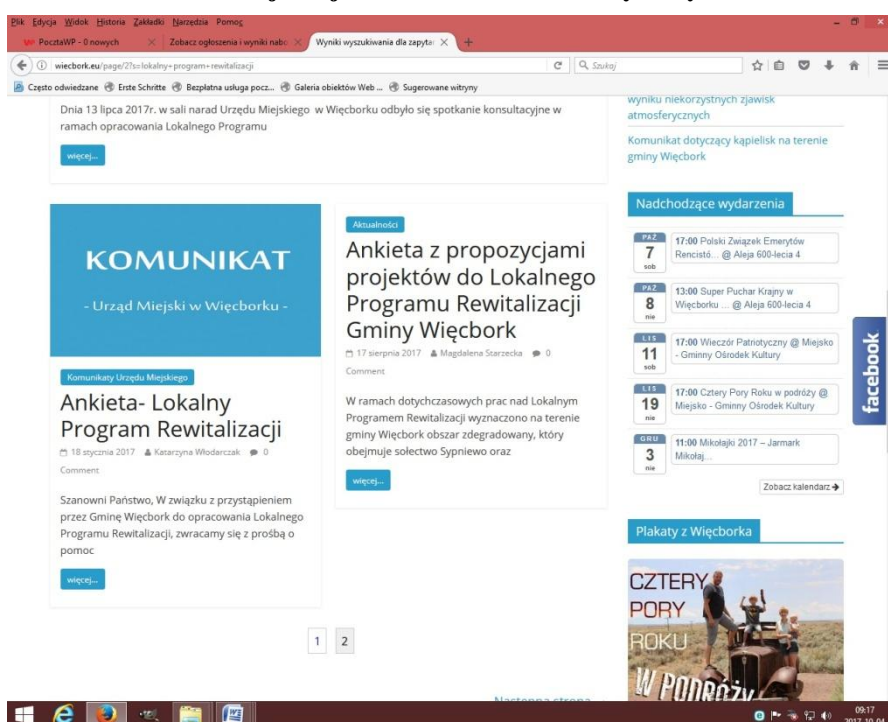 Plik Edycja Widok Historia Zakładki Narzędzia Pomoc
PocztaWP - 0 nowych
Zobacz ogłoszenia i wyniki nabo
Wyniki wyszukiwania dla zapytan
wiecbork.eu/page/2?s=lokalny+program+rewitalizacji
Szukaj
Często odwiedzane Erste Schritte Bezpłatna usługa pocz... Galeria obiektów Web ... Sugerowane witryny
Dnia 13 lipca 2017r. w sali narad Urzędu Miejskiego w Więcborku odbyło się spotkanie konsultacyjne w
ramach opracowania Lokalnego Programu
więcej...
KOMUNIKAT
- Urząd Miejski w Więcborku -
Komunikaty Urzędu Miejskiego
Ankieta- Lokalny
Program Rewitalizacji
18 stycznia 2017 Katarzyna Włodarczak 0
Comment
Szanowni Państwo, W związku z przystąpieniem
przez Gminę Więcbork do opracowania Lokalnego
Programu Rewitalizacji, zwracamy się z prośbą o
pomoc
więcej...
Aktualności
Ankieta z propozycjami
projektów do Lokalnego
Programu Rewitalizacji
Gminy Więcbork
17 sierpnia 2017 Magdalena Starzecka 0
Comment
W ramach dotychczasowych prac nad Lokalnym
Programem Rewitalizacji wyznaczono na terenie
gminy Więcbork obszar zdegradowany, który
obejmuje sołectwo Sypniewo oraz
więcej...
1 2
Następna strona
wyniku niekorzystnych zjawisk
atmosferycznych
Komunikat dotyczący kąpielisk na terenie
gminy Więcbork
Nadchodzące wydarzenia
PAŹ
7
sob
17:00 Polski Związek Emerytów
Rencistó... @ Aleja 600-lecia 4
PAŹ
8
nie
13:00 Super Puchar Krajny w
Więcborku ... @ Aleja 600-lecia 4
LIS
11
sob
17:00 Wieczór Patriotyczny @ Miejsko
- Gminny Ośrodek Kultury
LIS
19
nie
17:00 Cztery Pory Roku w podróży @
Miejsko - Gminny Ośrodek Kultury
GRU
3
nie
11:00 Mikołajki 2017 – Jarmark
Mikołaj...
Zobacz kalendarz
Plakaty z Więcborka
CZTERY
PORY
ROKU
W PODRÓŻY
facebook
09:17
2017-10-04